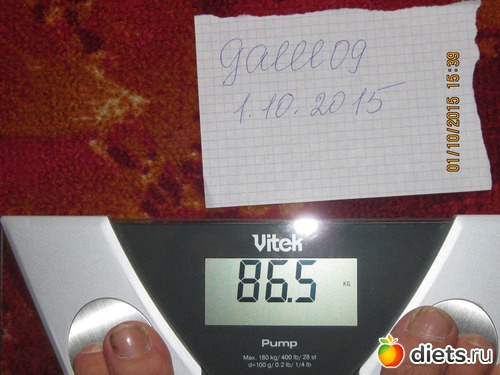 galll09
1.10.2015
01/10/2015 15:39
Vitek
86.5 KG
Pump
Max. 180 kg/ 400 lb/ 28 st
d=100 g/ 0.2 lb/ 1/4 lb
diets.ru